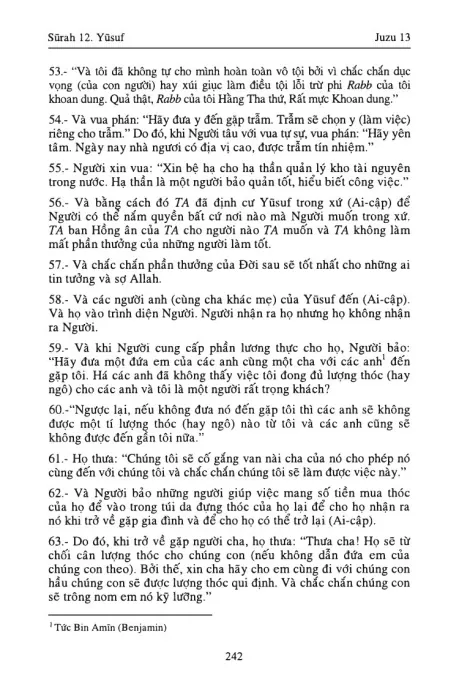 Sūrah 12. Yūsuf Juzu 13
53.- “Và tôi đã không tự cho mình hoàn toàn vô tội bởi vì chắc chắn dục
vọng (của con người) hay xúi giục làm điều tội lỗi trừ phi Rabb của tôi
khoan dung. Quả thật, Rabb của tôi Hằng Tha thứ, Rất mực Khoan dung.”
54.- Và vua phán: “Hãy đưa y đến gặp trẫm. Trẫm sẽ chọn y (làm việc)
riêng cho trẫm.” Do đó, khi Người tâu với vua tự sự, vua phán: “Hãy yên
tâm. Ngày nay nhà ngươi có địa vị cao, được trẫm tín nhiệm.”
55.- Người xin vua: “Xin bệ hạ cho hạ thần quản lý kho tài nguyên
trong nước. Hạ thần là một người bảo quản tốt, hiểu biết công việc.”
56.- Và bằng cách đó TA đã định cư Yūsuf trong xứ (Ai-cập) để
Người có thể nắm quyền bất cứ nơi nào mà Người muốn trong xứ.
TA ban Hồng ân của TA cho người nào TA muốn và TA không làm
mất phần thưởng của những người làm tốt.
57.- Và chắc chắn phần thưởng của Đời sau sẽ tốt nhất cho những ai
tin tưởng và sợ Allah.
58.- Và các người anh (cùng cha khác mẹ) của Yūsuf đến (Ai-cập).
Và họ vào trình diện Người. Người nhận ra họ nhưng họ không nhận
ra Người.
59.- Và khi Người cung cấp phần lương thực cho họ, Người bảo:
“Hãy đưa một đứa em của các anh cùng một cha với các anh¹ đến
gặp tôi. Há các anh đã không thấy việc tôi đong đủ lượng thóc (hay
ngô) cho các anh và tôi là một người rất trọng khách?
60.-“Ngược lại, nếu không đưa nó đến gặp tôi thì các anh sẽ không
được một tí lượng thóc (hay ngô) nào từ tôi và các anh cũng sẽ
không được đến gần tôi nữa.”
61.- Họ thưa: “Chúng tôi sẽ cố gắng van nài cha của nó cho phép nó
cùng đến với chúng tôi và chắc chắn chúng tôi sẽ làm được việc này.”
62.- Và Người bảo những người giúp việc mang số tiền mua thóc
của họ để vào trong túi da đựng thóc của họ lại để cho họ nhận ra
nó khi trở về gặp gia đình và để cho họ có thể trở lại (Ai-cập).
63.- Do đó, khi trở về gặp người cha, họ thưa: “Thưa cha! Họ sẽ từ
chối cân lượng thóc cho chúng con (nếu không dẫn đứa em của
chúng con theo). Bởi thế, xin cha hãy cho em cùng đi với chúng con
hầu chúng con sẽ được lượng thóc qui định. Và chắc chắn chúng con
sẽ trông nom em nó kỹ lưỡng.”
¹ Tức Bin Amīn (Benjamin)
242